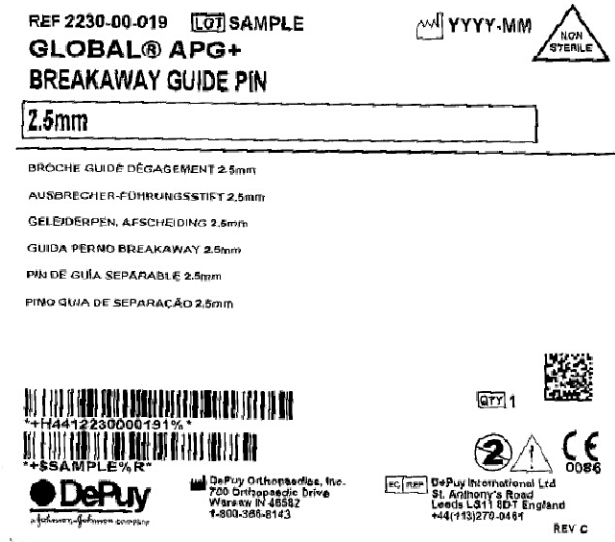 REF 2230-00-019 LOT SAMPLE YYYY-MM
NON STERILE
GLOBAL® APG+
BREAKAWAY GUIDE PIN
2.5mm
BROCHE GUIDE DÉGAGEMENT 2.5mm
AUSBRECHER-FÜHRUNGSSTIFT 2.5mm
GELEIDERPEN, AFSCHEIDING 2.5mm
GUIDA PERNO BREAKAWAY 2.5mm
PIN DE GUÍA SEPARABLE 2.5mm
PINO GUIA DE SEPARAÇÃO 2.5mm
QTY 1
*+H4412230000191%*
*+$SAMPLE%R*
2 CE
0086
DePuy
a Johnson & Johnson company
DePuy Orthopaedics, Inc.
700 Orthopaedic Drive
Warsaw IN 46582
1-800-366-8143
EC REP DePuy International Ltd
St. Anthony's Road
Leeds LS11 8DT England
+44(113)270-0461
REV C